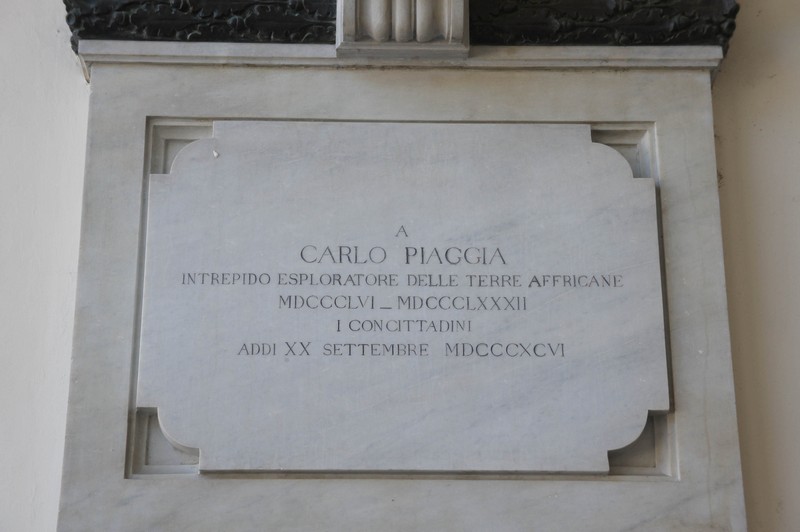 A
CARLO PIAGGIA
INTREPIDO ESPLORATORE DELLE TERRE AFFRICANE
MDCCCLVI — MDCCCLXXXII
I CONCITTADINI
ADDI XX SETTEMBRE MDCCCXCVI